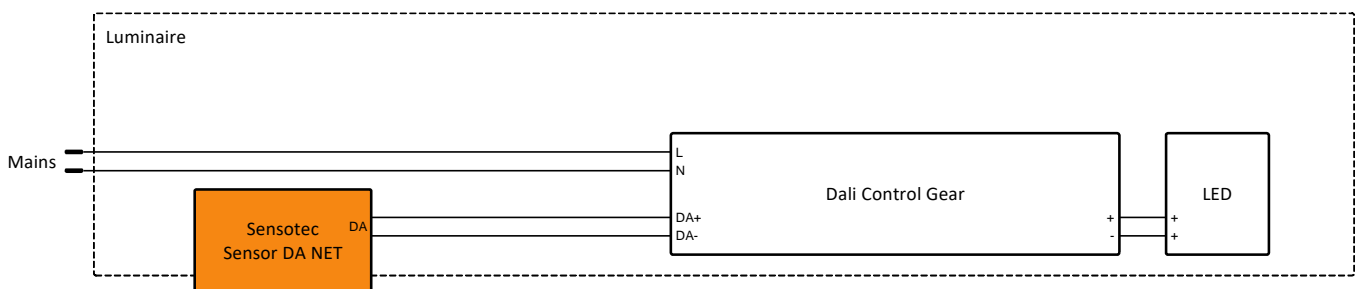 Luminaire
Mains
L
N
Dali Control Gear
LED
Sensotec
Sensor DA NET
DA
DA+
DA-
+
-
+
+